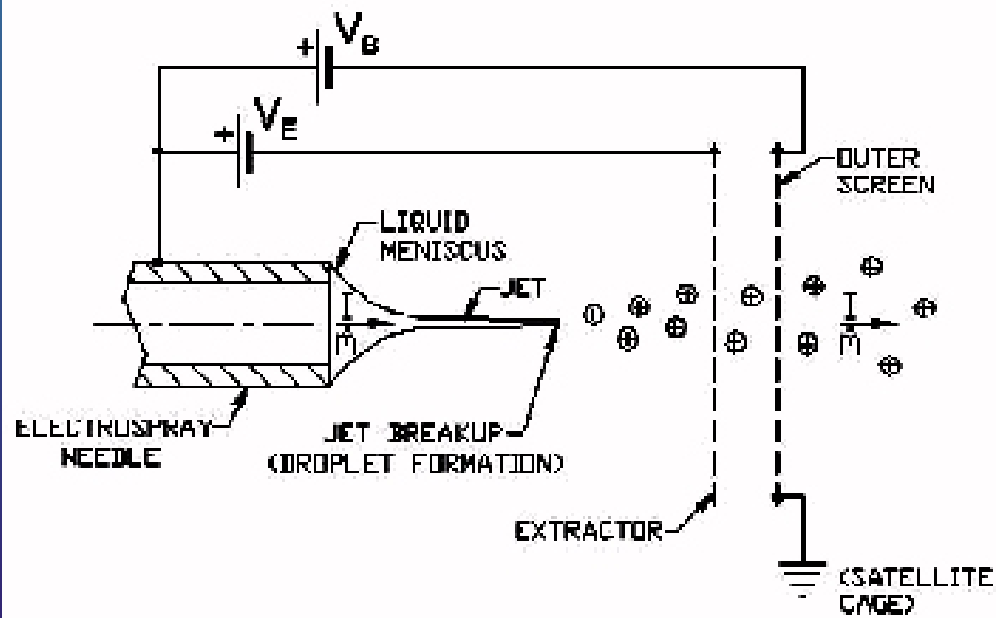 + V_B
+ V_E
OUTER
SCREEN
LIQUID
MENISCUS
JET
I
Ṁ
I
Ṁ
ELECTROSPRAY
NEEDLE
JET BREAKUP
(DROPLET FORMATION)
EXTRACTOR
(SATELLITE
CAGE)